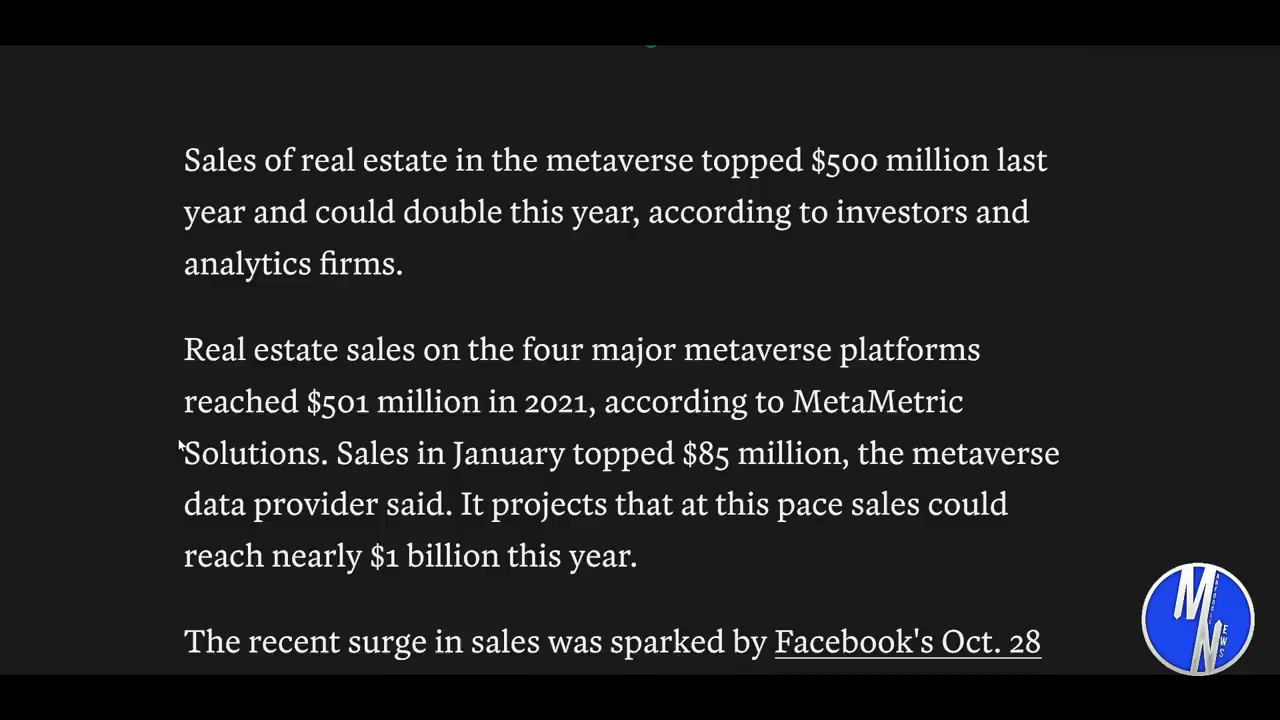 Sales of real estate in the metaverse topped $500 million last
year and could double this year, according to investors and
analytics firms.
Real estate sales on the four major metaverse platforms
reached $501 million in 2021, according to MetaMetric
Solutions. Sales in January topped $85 million, the metaverse
data provider said. It projects that at this pace sales could
reach nearly $1 billion this year.
The recent surge in sales was sparked by Facebook's Oct. 28
M
N
EWS